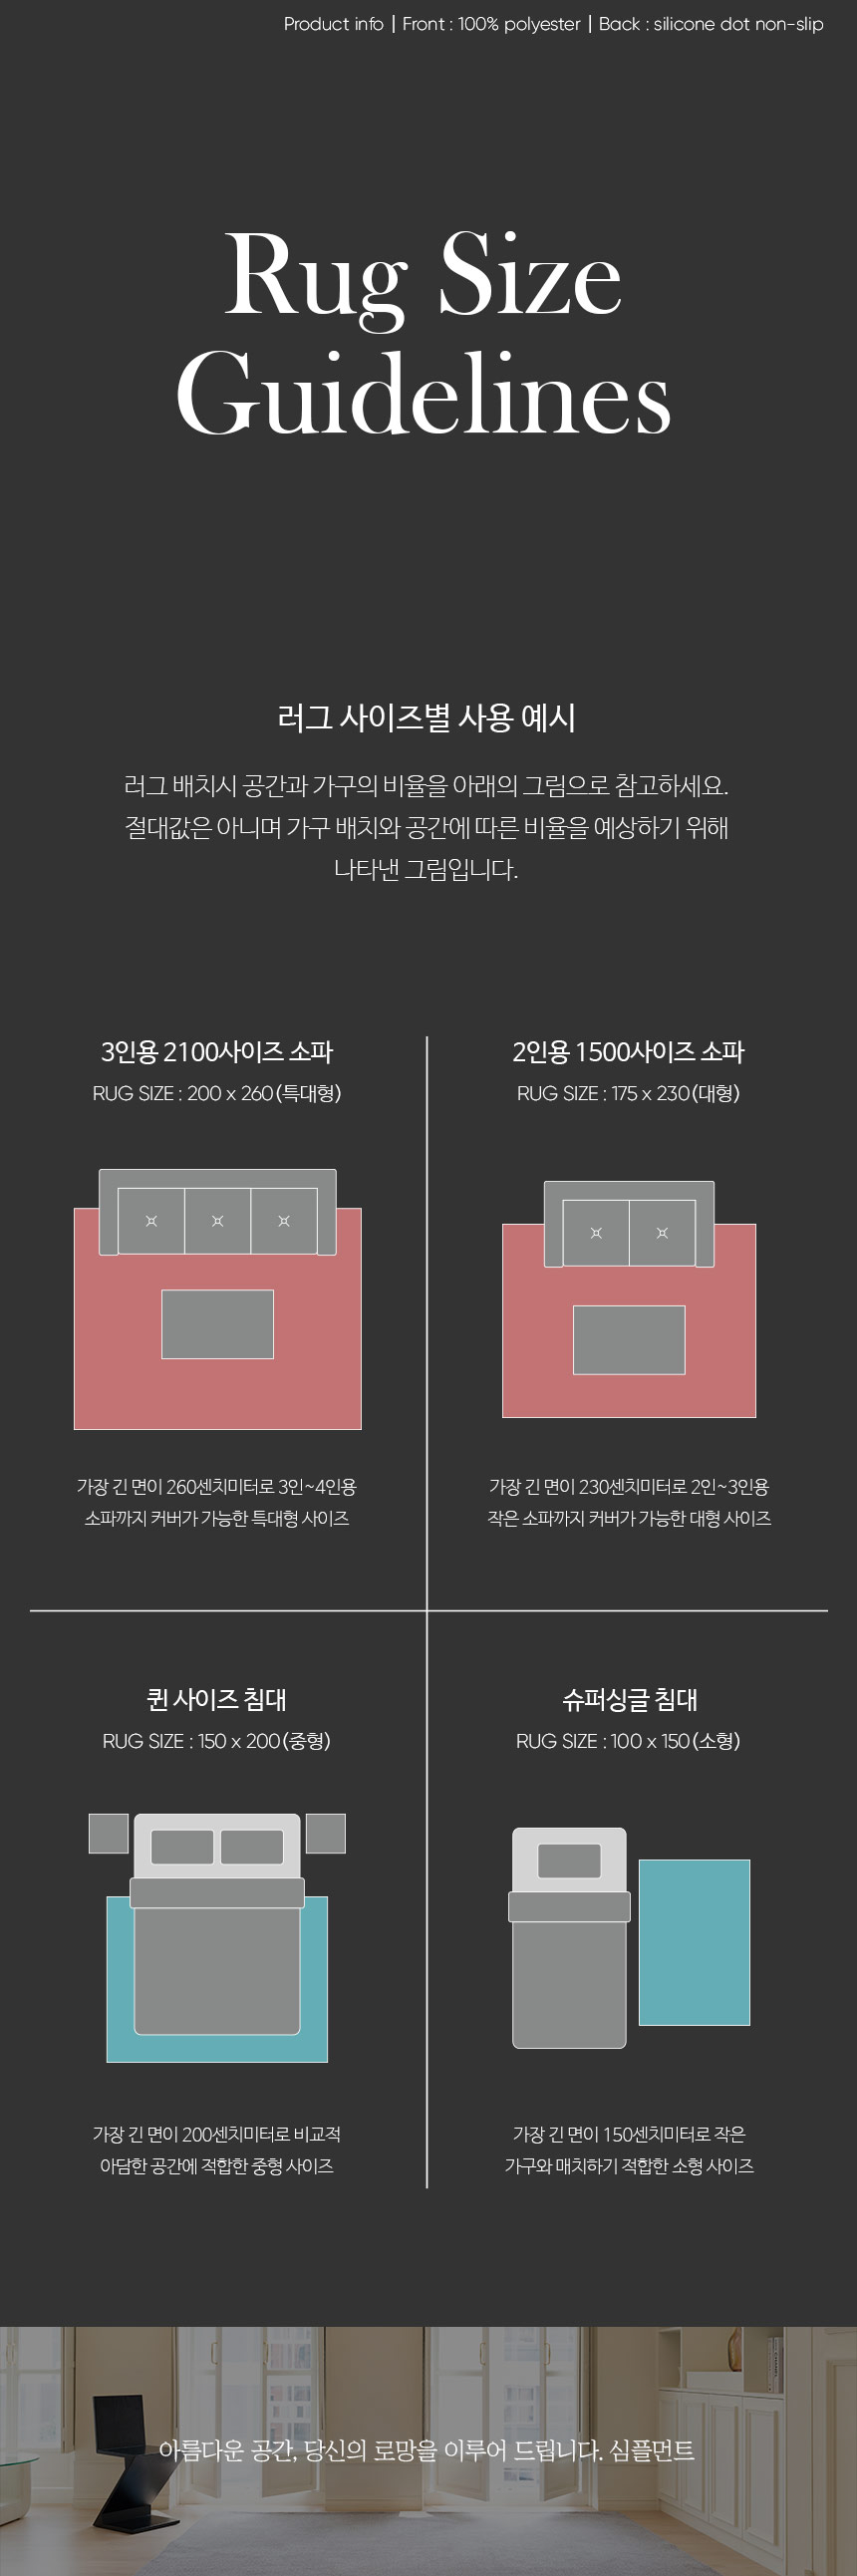 Product info | Front : 100% polyester | Back : silicone dot non-slip
Rug Size
Guidelines
러그 사이즈별 사용 예시
러그 배치시 공간과 가구의 비율을 아래의 그림으로 참고하세요.
절대값은 아니며 가구 배치와 공간에 따른 비율을 예상하기 위해
나타낸 그림입니다.
3인용 2100사이즈 소파
RUG SIZE : 200 x 260(특대형)
가장 긴 면이 260센치미터로 3인~4인용
소파까지 커버가 가능한 특대형 사이즈
2인용 1500사이즈 소파
RUG SIZE : 175 x 230(대형)
가장 긴 면이 230센치미터로 2인~3인용
작은 소파까지 커버가 가능한 대형 사이즈
퀸 사이즈 침대
RUG SIZE : 150 x 200(중형)
가장 긴 면이 200센치미터로 비교적
아담한 공간에 적합한 중형 사이즈
슈퍼싱글 침대
RUG SIZE : 100 x 150(소형)
가장 긴 면이 150센치미터로 작은
가구와 매치하기 적합한 소형 사이즈
아름다운 공간, 당신의 로망을 이루어 드립니다. 심플먼트